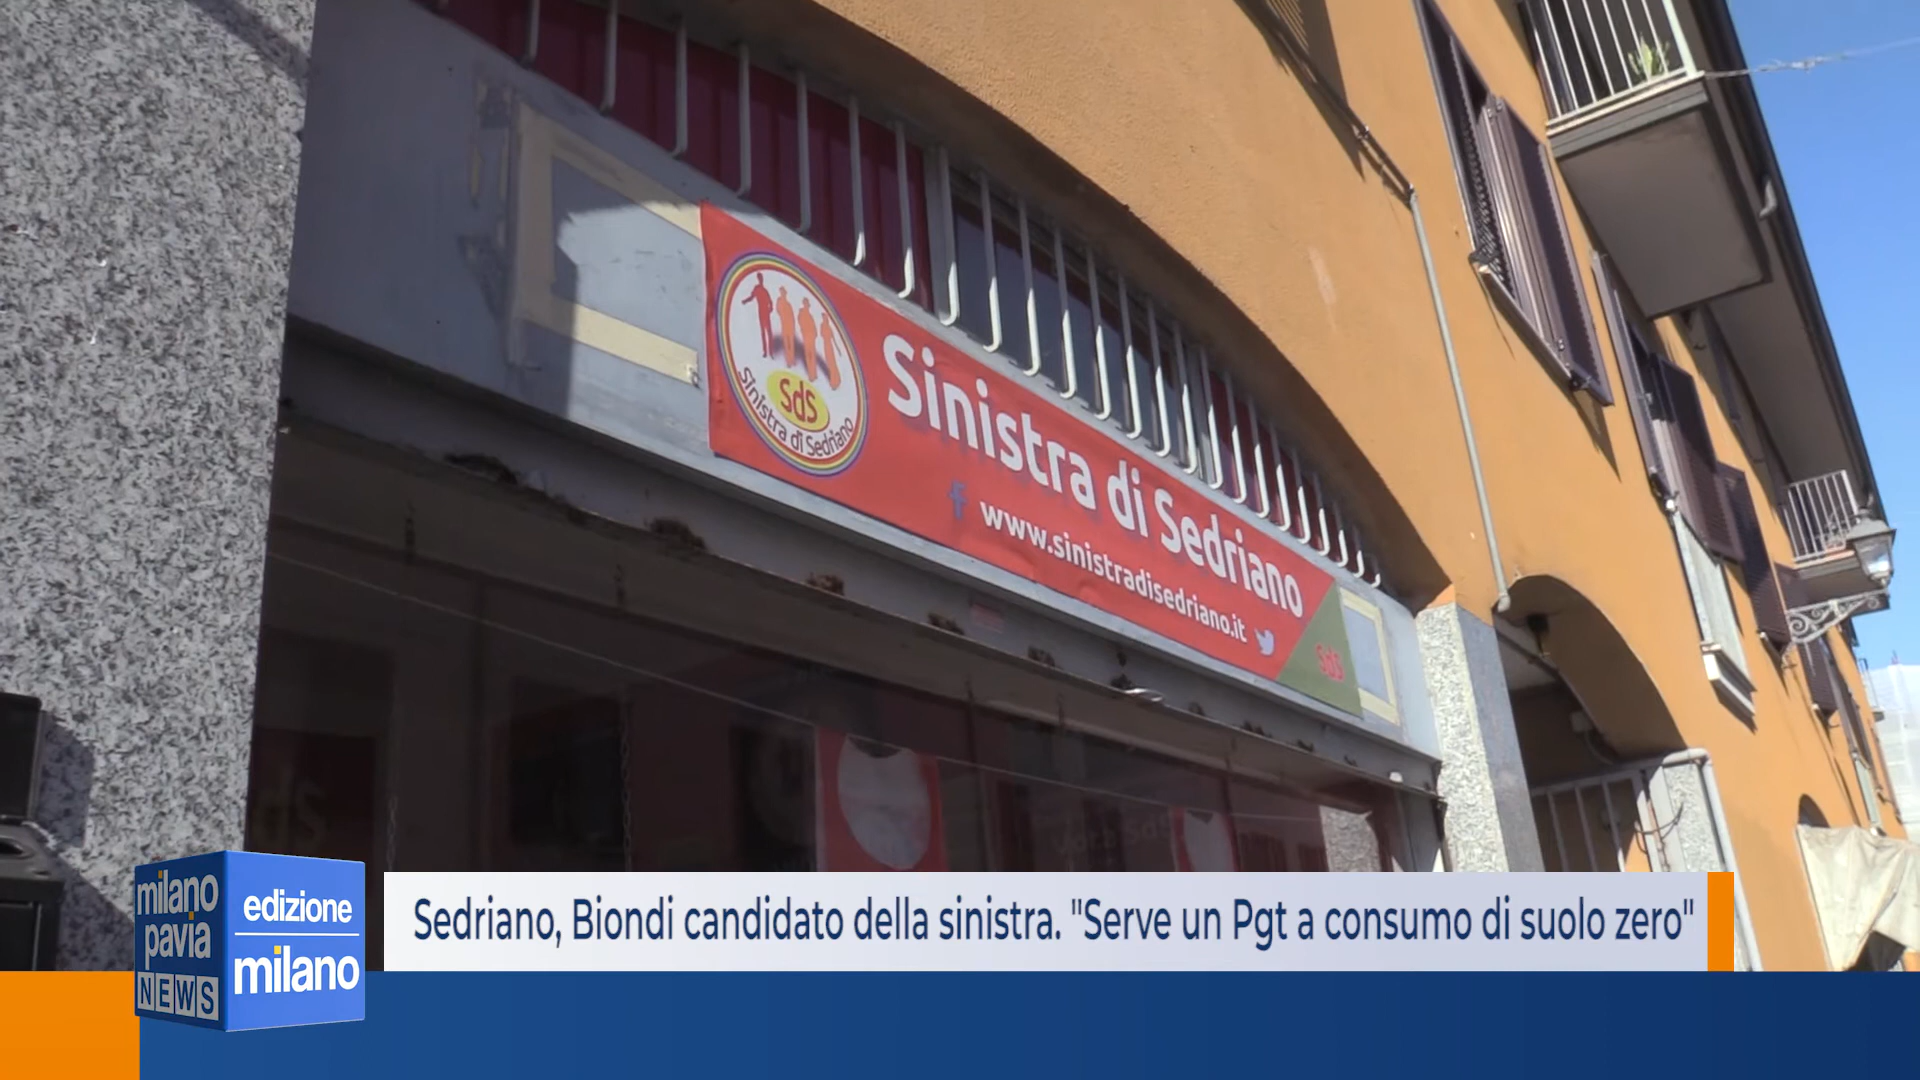 Sinistra di Sedriano
www.sinistradisedriano.it
SdS
Sinistra di Sedriano
SdS
milano
pavia
NEWS
edizione
milano
Sedriano, Biondi candidato della sinistra. "Serve un Pgt a consumo di suolo zero"